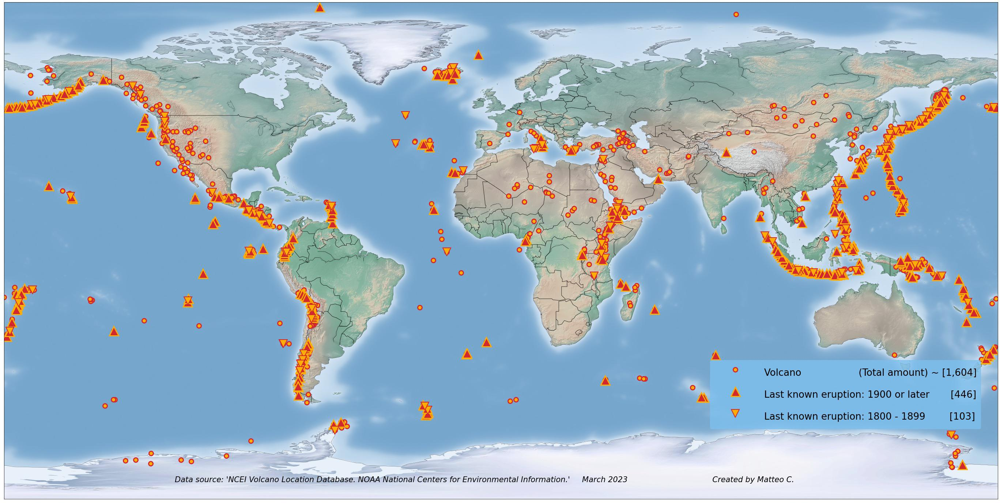 Volcano (Total amount) ~ [1,604]
Last known eruption: 1900 or later [446]
Last known eruption: 1800 - 1899 [103]
Data source: 'NCEI Volcano Location Database. NOAA National Centers for Environmental Information.' March 2023 Created by Matteo C.